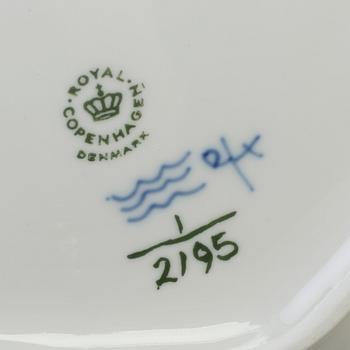 ROYAL
COPENHAGEN
DENMARK
1
2195